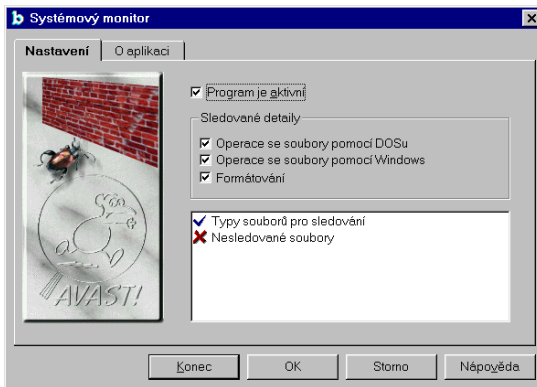 Systémový monitor
Nastavení
O aplikaci
Program je aktivní
Sledované detaily
Operace se soubory pomocí DOSu
Operace se soubory pomocí Windows
Formátování
Typy souborů pro sledování
Nesledované soubory
AVAST!
Konec
OK
Storno
Nápověda